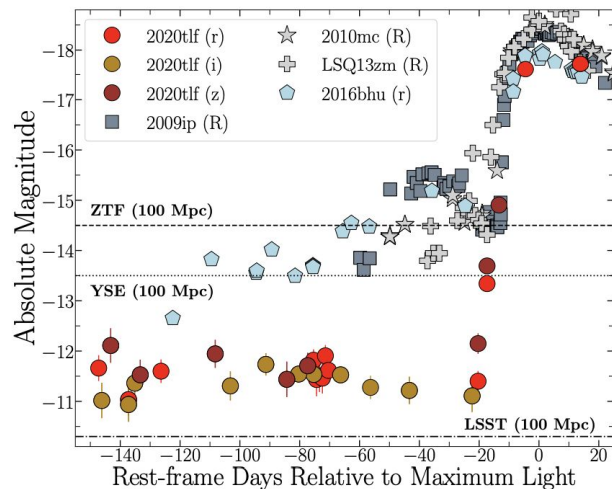 2020tlf (r)
2020tlf (i)
2020tlf (z)
2009ip (R)
2010mc (R)
LSQ13zm (R)
2016bhu (r)
-18
-17
-16
-15
-14
-13
-12
-11
Absolute Magnitude
ZTF (100 Mpc)
YSE (100 Mpc)
LSST (100 Mpc)
-140 -120 -100 -80 -60 -40 -20 0 20
Rest-frame Days Relative to Maximum Light